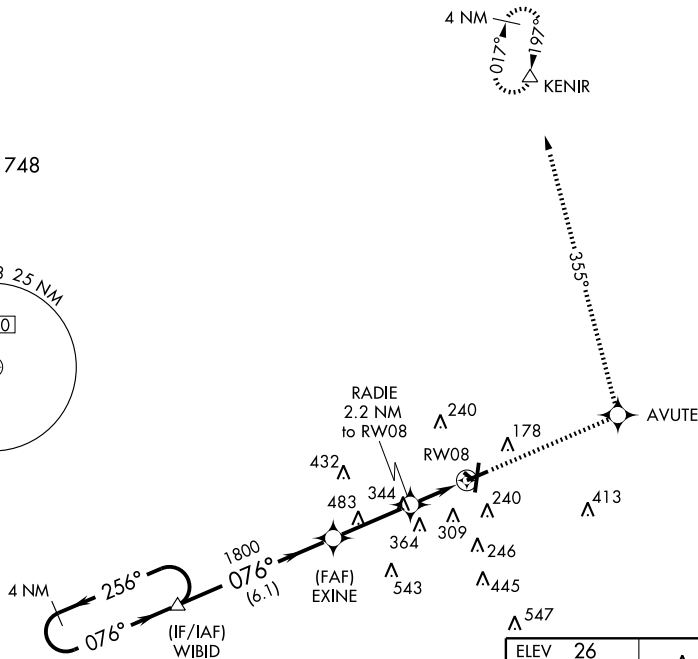 4 NM
017°
197°
KENIR
748
25 NM
355°
RADIE
2.2 NM
to RW08
240
178
AVUTE
RW08
432
344
483
240
413
364
309
246
543
445
547
1800
076°
(6.1)
(FAF)
EXINE
4 NM
256°
076°
(IF/IAF)
WIBID
ELEV 26